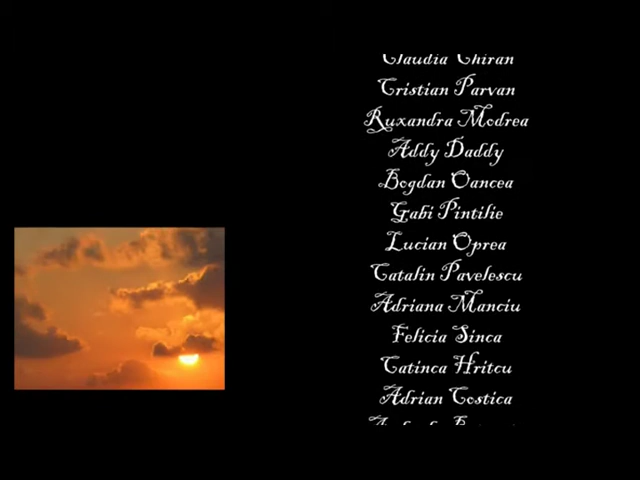 Claudia Chiran
Cristian Parvan
Ruxandra Modrea
Addy Daddy
Bogdan Oancea
Gabi Pintilie
Lucian Oprea
Catalin Pavelescu
Adriana Manciu
Felicia Sinca
Catinca Hritcu
Adrian Costica